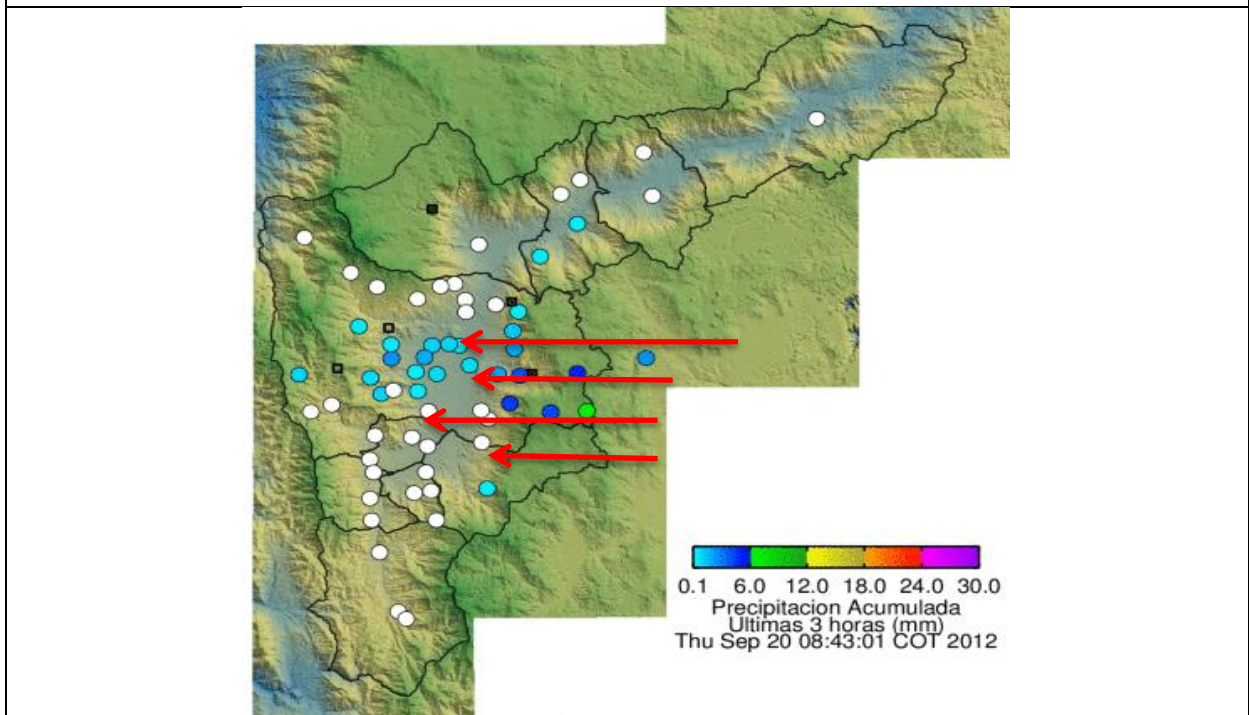 0.1 6.0 12.0 18.0 24.0 30.0
Precipitacion Acumulada
Ultimas 3 horas (mm)
Thu Sep 20 08:43:01 COT 2012